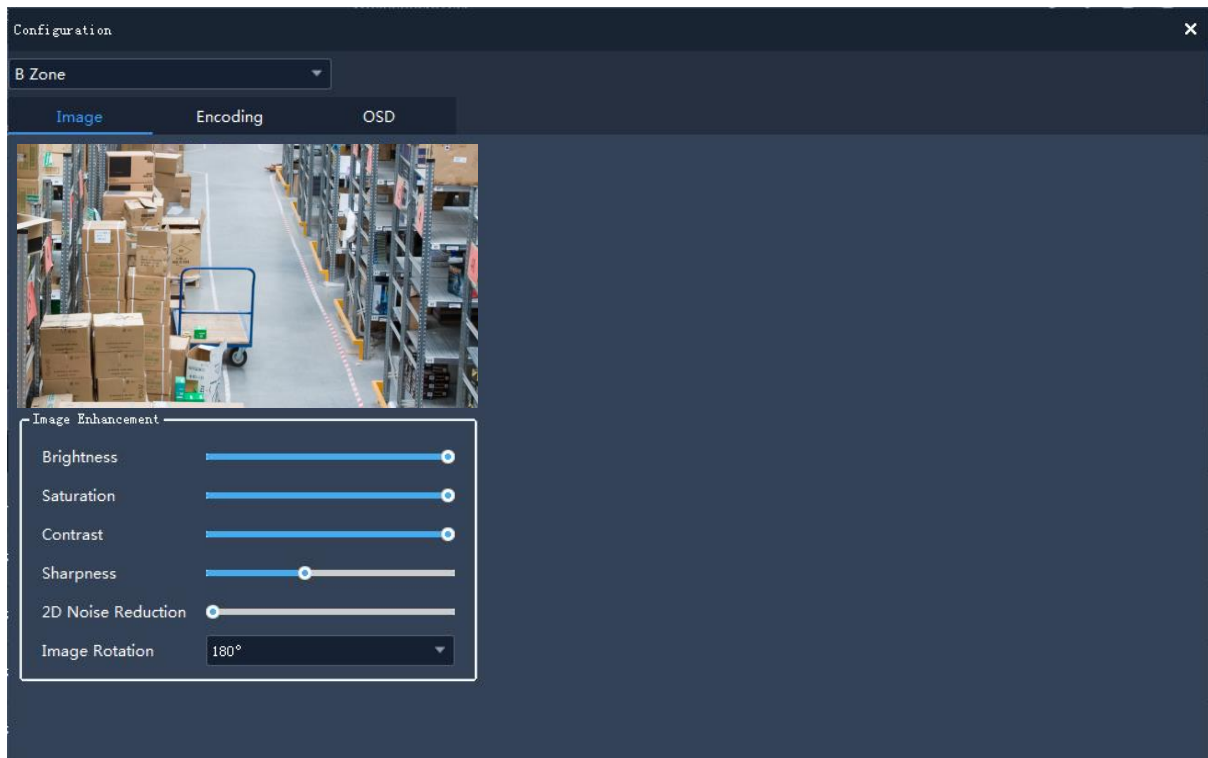 Configuration
B Zone
Image Encoding OSD
Image Enhancement
Brightness
Saturation
Contrast
Sharpness
2D Noise Reduction
Image Rotation 180°